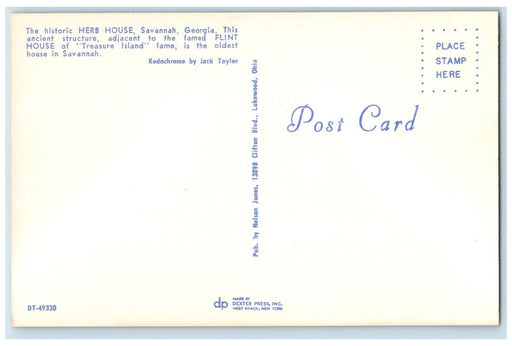 The historic HERB HOUSE, Savannah, Georgia. This
ancient structure, adjacent to the famed FLINT
HOUSE of "Treasure Island" fame, is the oldest
house in Savannah.
Kodachrome by Jack Taylor
Pub. by Nelson Jones, 13898 Clifton Blvd., Lakewood, Ohio
PLACE
STAMP
HERE
Post Card
DT-49330
dp
MADE BY
DEXTER PRESS, INC.
WEST NYACK, NEW YORK